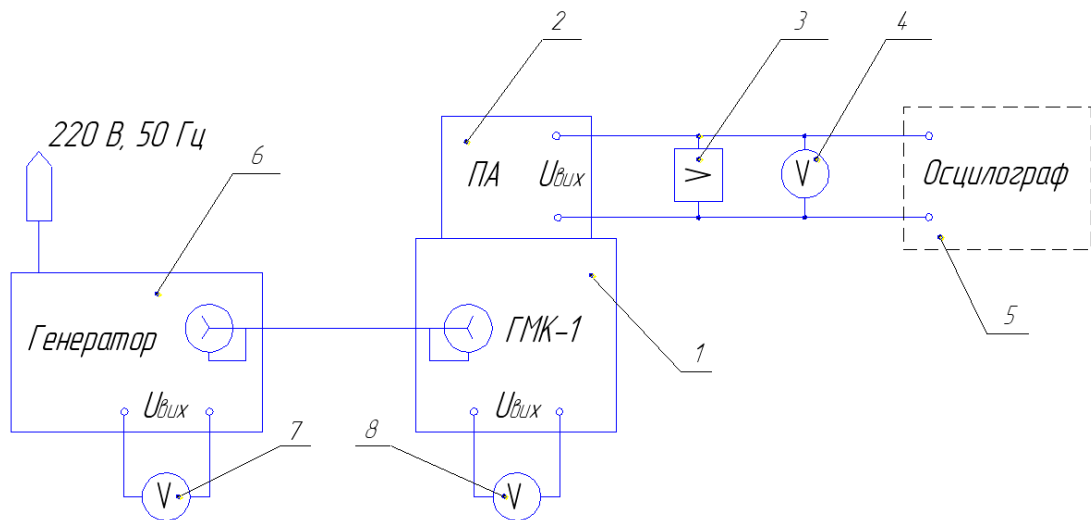 2
3
4
220 В, 50 Гц
6
ПА
Uвих
V
V
Осцилограф
Генератор
ГМК-1
5
1
Uвих
Uвих
7
8
V
V